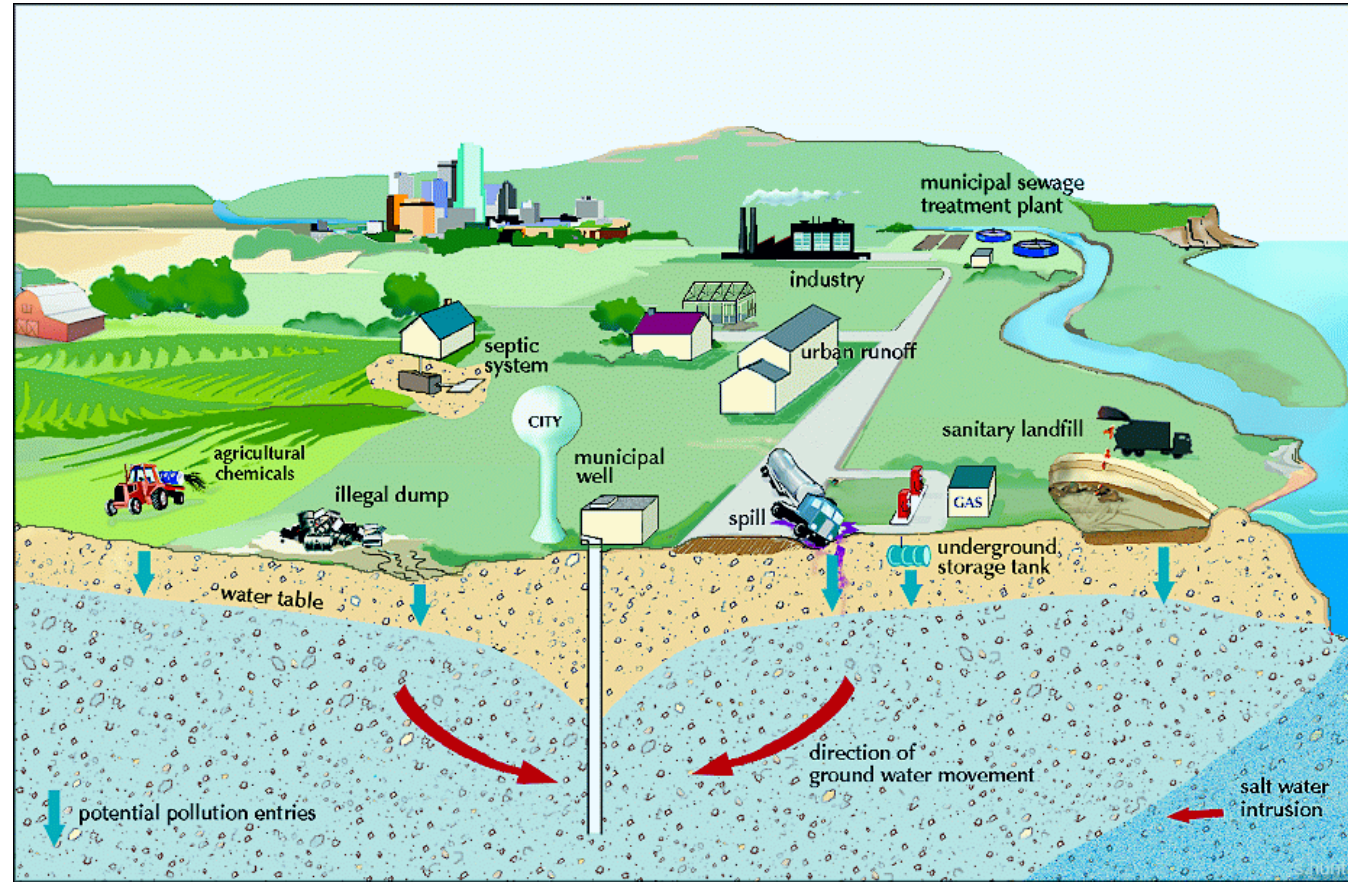 municipal sewage
treatment plant
industry
septic
system
urban runoff
CITY
sanitary landfill
agricultural
chemicals
municipal
well
illegal dump
GAS
spill
underground
storage tank
water table
direction of
ground water movement
salt water
intrusion
potential pollution entries